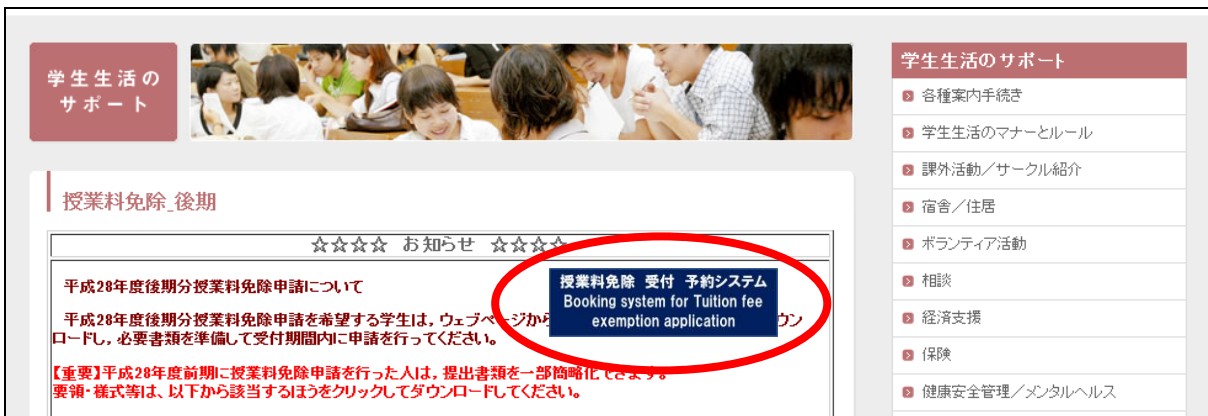 学生生活の
サポート
授業料免除_後期
☆☆☆☆ お知らせ ☆☆☆☆
平成28年度後期分授業料免除申請について
平成28年度後期分授業料免除申請を希望する学生は，ウェブページから
ウン
ロードし，必要書類を準備して受付期間内に申請を行ってください。
【重要】平成28年度前期に授業料免除申請を行った人は，提出書類を一部簡略化できます。
要領・様式等は、以下から該当するほうをクリックしてダウンロードしてください。
授業料免除 受付 予約システム
Booking system for Tuition fee
exemption application
学生生活のサポート
各種案内手続き
学生生活のマナーとルール
課外活動／サークル紹介
宿舎／住居
ボランティア活動
相談
経済支援
保険
健康安全管理／メンタルヘルス